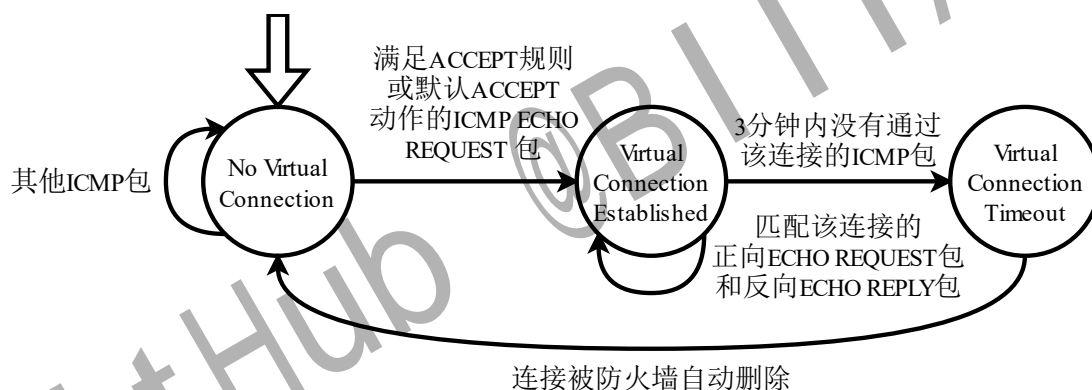 满足ACCEPT规则
或默认ACCEPT
动作的ICMP ECHO
REQUEST 包
其他ICMP包
No Virtual
Connection
Virtual
Connection
Established
3分钟内没有通过
该连接的ICMP包
Virtual
Connection
Timeout
匹配该连接的
正向ECHO REQUEST包
和反向ECHO REPLY包
连接被防火墙自动删除